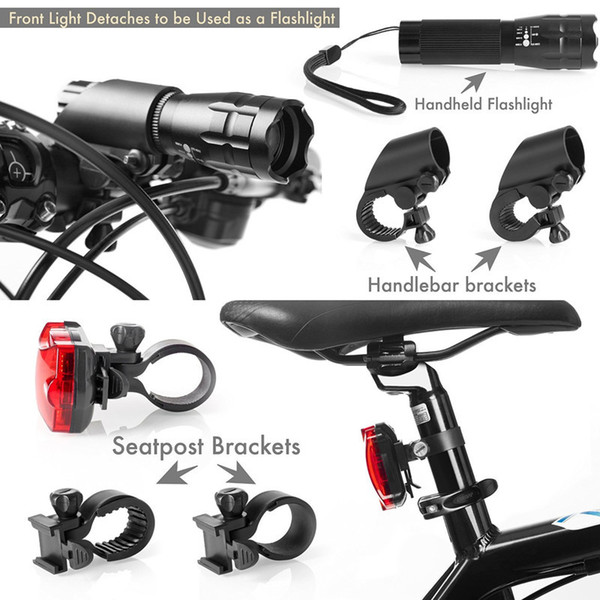 Front Light Detaches to be Used as a Flashlight
Handheld Flashlight
Handlebar brackets
Seatpost Brackets